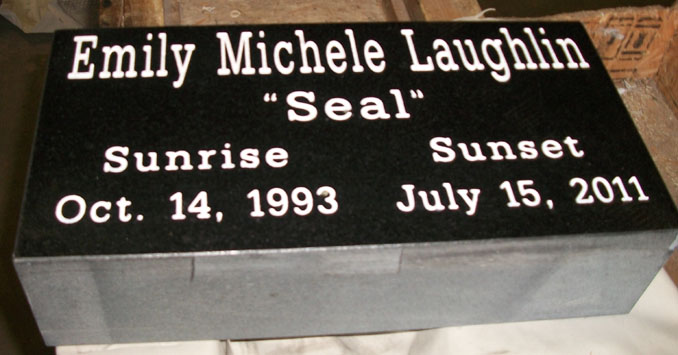 Emily Michele Laughlin
"Seal"
Sunrise Sunset
Oct. 14, 1993 July 15, 2011